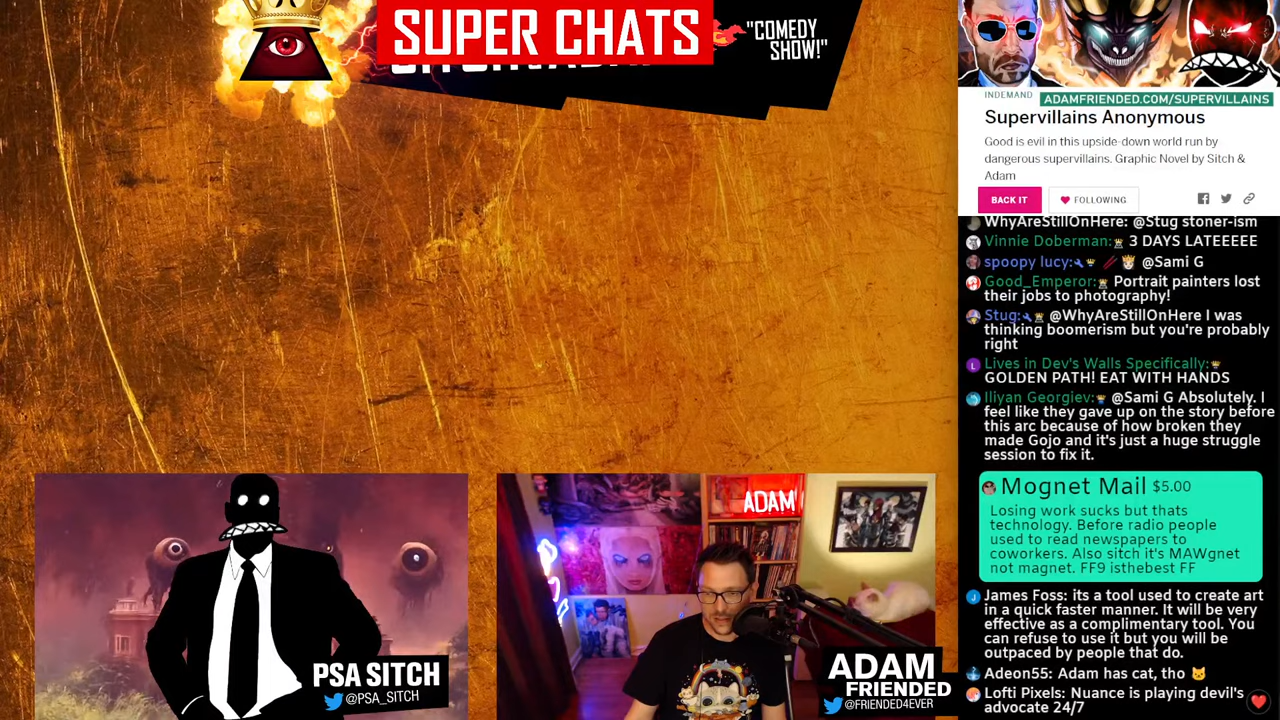 SUPER CHATS
"COMEDY
SHOW!"
INDEMAND
ADAMFRIENDED.COM/SUPERVILLAINS
Supervillains Anonymous
Good is evil in this upside-down world run by
dangerous supervillains. Graphic Novel by Sitch &
Adam
BACK IT
FOLLOWING
WhyAreStillOnHere: @Stug stoner-ism
Vinnie Doberman: 3 DAYS LATEEEEE
spoopy lucy: @Sami G
Good_Emperor: Portrait painters lost
their jobs to photography!
Stug: @WhyAreStillOnHere I was
thinking boomerism but you're probably
right
Lives in Dev's Walls Specifically:
GOLDEN PATH! EAT WITH HANDS
Iliyan Georgiev: @Sami G Absolutely. I
feel like they gave up on the story before
this arc because of how broken they
made Gojo and it's just a huge struggle
session to fix it.
Mognet Mail $5.00
Losing work sucks but thats
technology. Before radio people
used to read newspapers to
coworkers. Also sitch it's MAWgnet
not magnet. FF9 isthebest FF
James Foss: its a tool used to create art
in a quick faster manner. It will be very
effective as a complimentary tool. You
can refuse to use it but you will be
outpaced by people that do.
Adeon55: Adam has cat, tho
Lofti Pixels: Nuance is playing devil's
advocate 24/7
ADAM
PSA SITCH
@PSA_SITCH
ADAM
FRIENDED
@FRIENDED4EVER